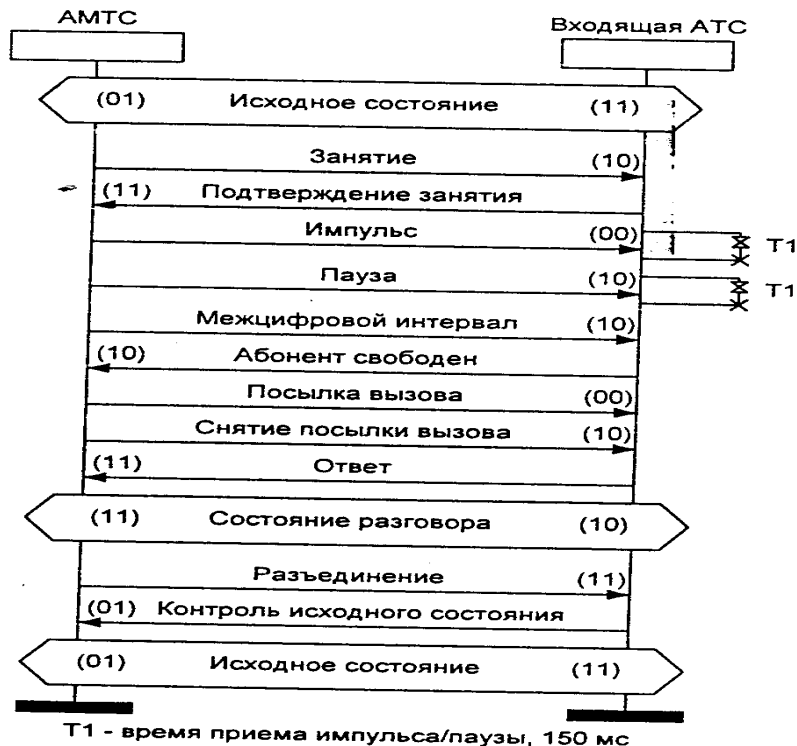 АМТС
Входящая АТС
(01) Исходное состояние (11)
Занятие (10)
(11) Подтверждение занятия
Импульс (00)
T1
Пауза (10)
T1
Межцифровой интервал (10)
(10) Абонент свободен
Посылка вызова (00)
Снятие посылки вызова (10)
(11) Ответ
(11) Состояние разговора (10)
Разъединение (11)
(01) Контроль исходного состояния
(01) Исходное состояние (11)
T1 - время приема импульса/паузы, 150 мс